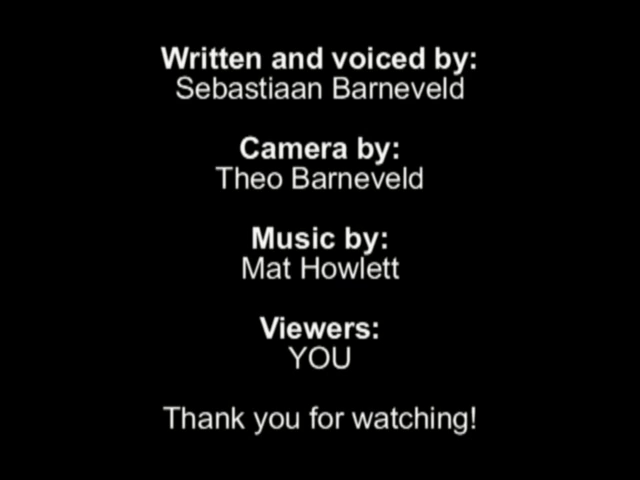 Written and voiced by:
Sebastiaan Barneveld
Camera by:
Theo Barneveld
Music by:
Mat Howlett
Viewers:
YOU
Thank you for watching!